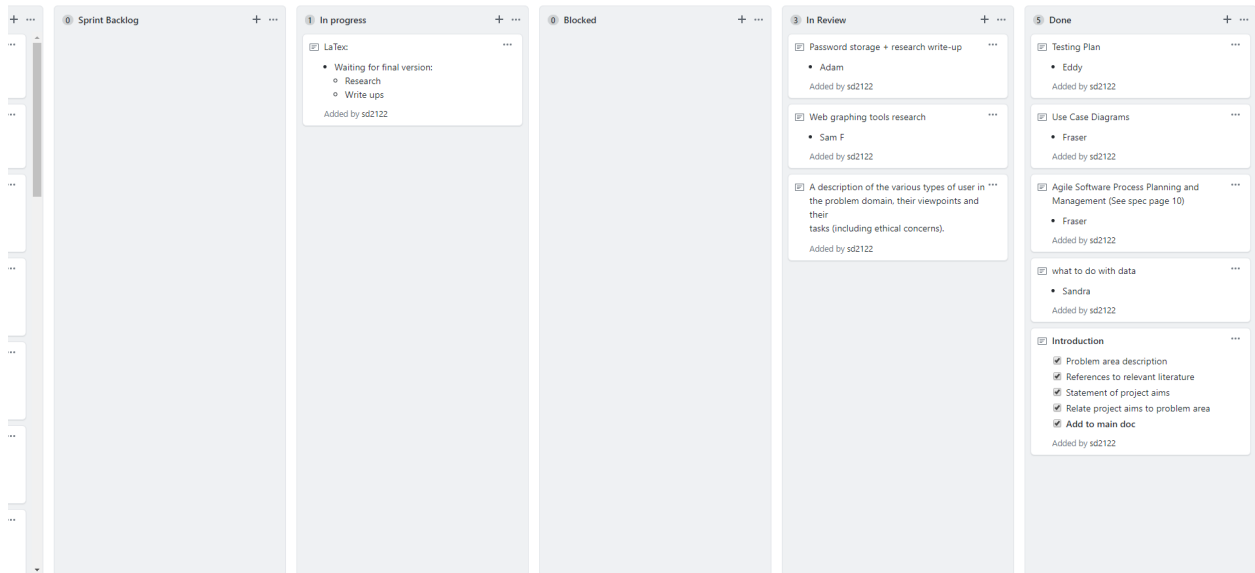 0 Sprint Backlog
1 In progress
LaTex:
Waiting for final version:
Research
Write ups
Added by sd2122
0 Blocked
3 In Review
Password storage + research write-up
Adam
Added by sd2122
Web graphing tools research
Sam F
Added by sd2122
A description of the various types of user in
the problem domain, their viewpoints and
their
tasks (including ethical concerns).
Added by sd2122
5 Done
Testing Plan
Eddy
Added by sd2122
Use Case Diagrams
Fraser
Added by sd2122
Agile Software Process Planning and
Management (See spec page 10)
Fraser
Added by sd2122
what to do with data
Sandra
Added by sd2122
Introduction
Problem area description
References to relevant literature
Statement of project aims
Relate project aims to problem area
Add to main doc
Added by sd2122